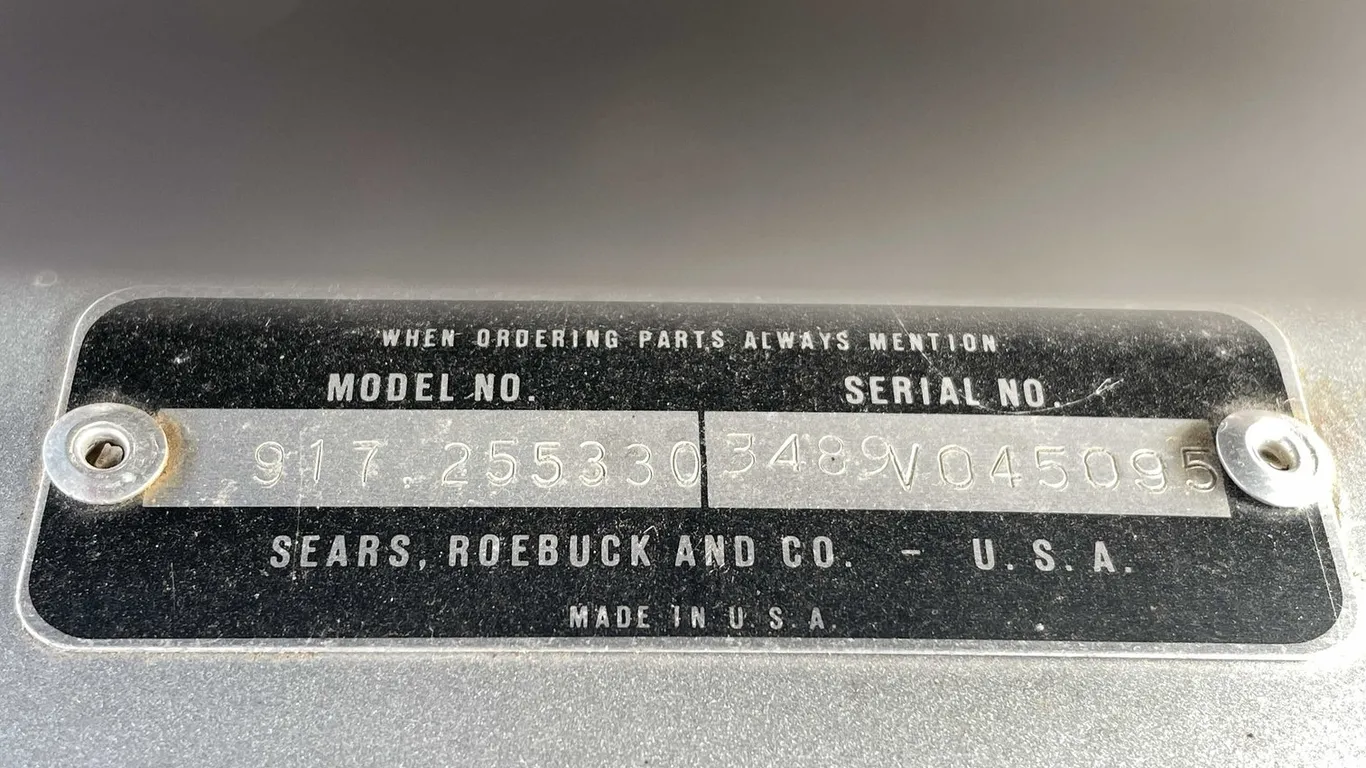 WHEN ORDERING PARTS ALWAYS MENTION
MODEL NO. SERIAL NO.
917.255330 3489V045095
SEARS, ROEBUCK AND CO. - U.S.A.
MADE IN U.S.A.